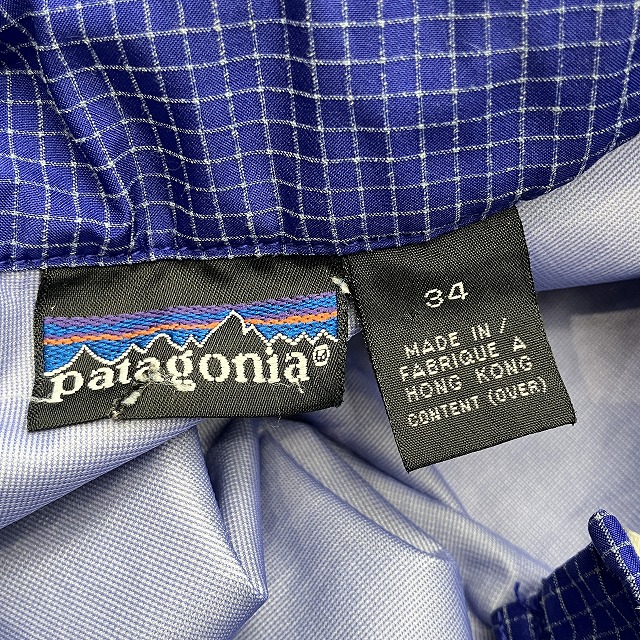 patagonia®
34
MADE IN /
FABRIQUE A
HONG KONG
CONTENT (OVER)